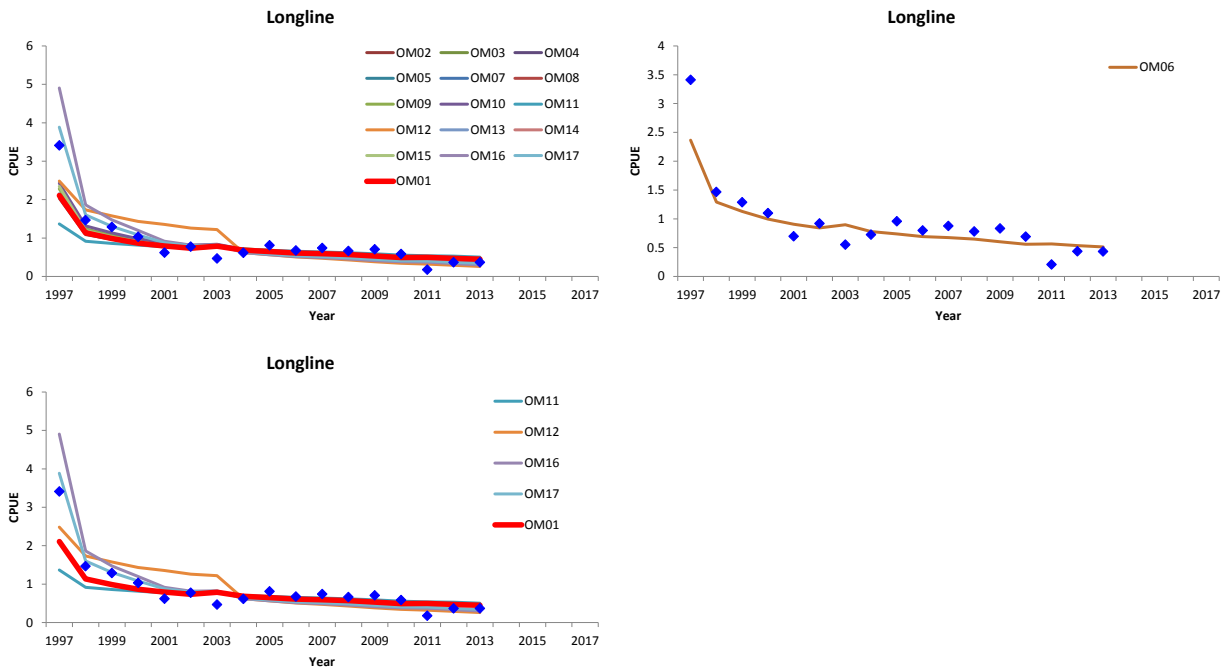 Longline
OM02 OM03 OM04
OM05 OM07 OM08
OM09 OM10 OM11
OM12 OM13 OM14
OM15 OM16 OM17
OM01
6
5
4
3
2
1
0
CPUE
1997 1999 2001 2003 2005 2007 2009 2011 2013 2015 2017
Year
Longline
OM06
4
3.5
3
2.5
2
1.5
1
0.5
0
CPUE
1997 1999 2001 2003 2005 2007 2009 2011 2013 2015 2017
Year
Longline
OM11
OM12
OM16
OM17
OM01
6
5
4
3
2
1
0
CPUE
1997 1999 2001 2003 2005 2007 2009 2011 2013 2015 2017
Year